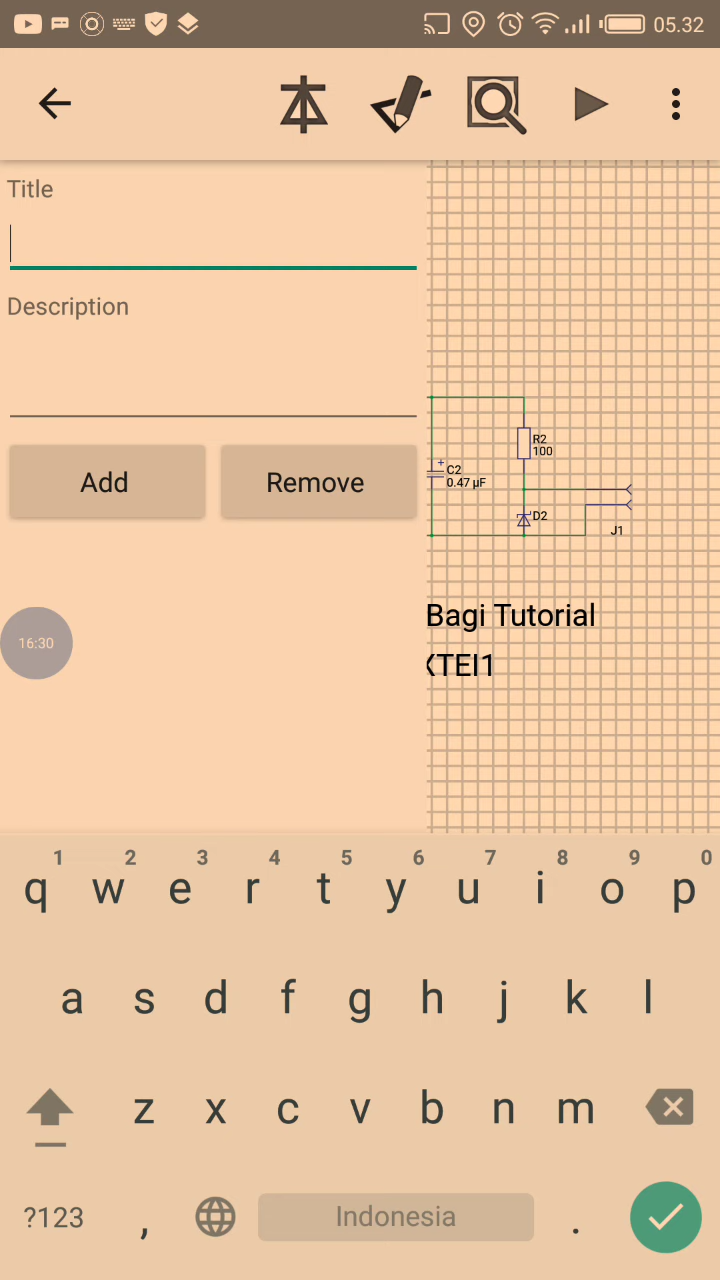 05.32
Title
Description
Add
Remove
R2
100
+
C2
0.47 µF
D2
J1
16:30
Bagi Tutorial
XTEI1
1 2 3 4 5 6 7 8 9 0
q w e r t y u i o p
a s d f g h j k l
z x c v b n m
?123 , Indonesia .